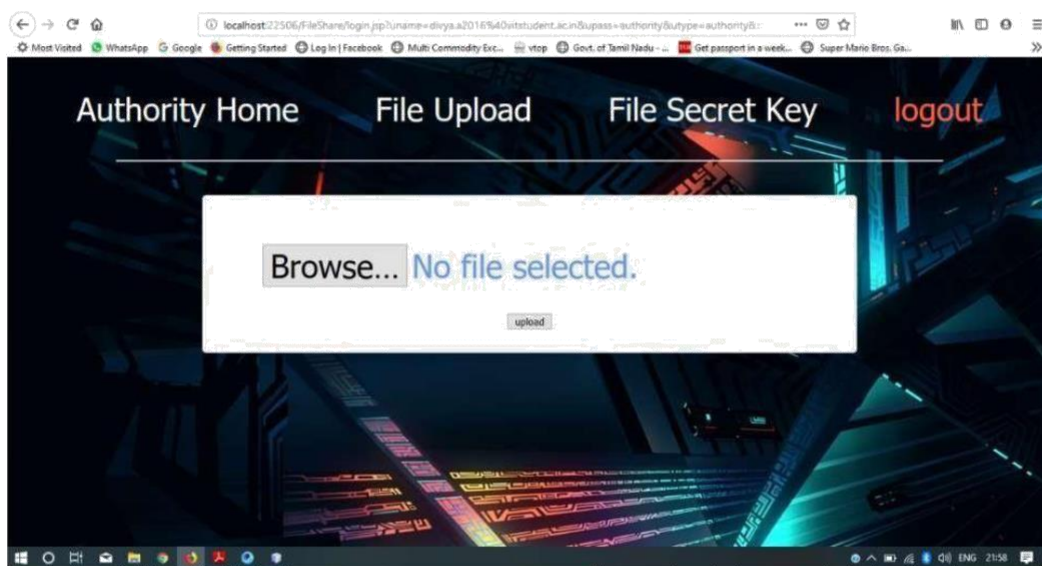 localhost:22506/FileShare/login.jsp?uname=divya.a2016%40vitstudent.ac.in&upass=authority&utype=authority&
Most Visited WhatsApp Google Getting Started Log In | Facebook Multi Commodity Exc... vtop Govt. of Tamil Nadu - ... Get passport in a week... Super Mario Bros. Ga...
Authority Home File Upload File Secret Key logout
Browse... No file selected.
upload
ENG 21:58